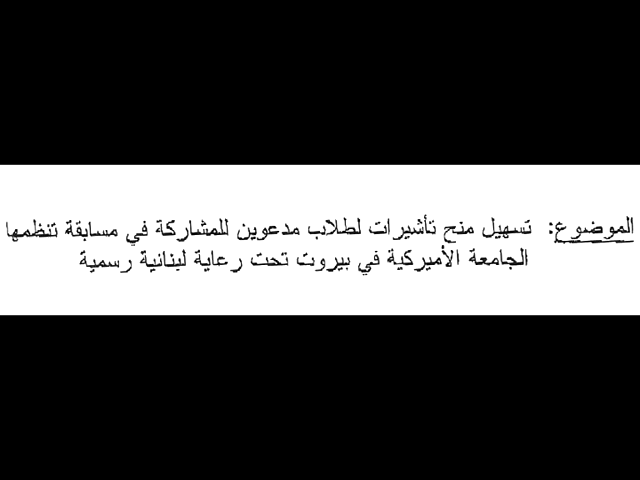 الموضوع: تسهيل منح تأشيرات لطلاب مدعوين للمشاركة في مسابقة تنظمها
الجامعة الأميركية في بيروت تحت رعاية لبنانية رسمية